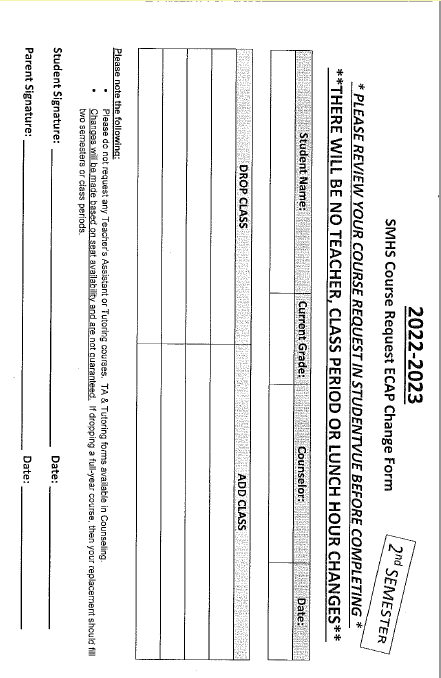 2022-2023
SMHS Course Request ECAP Change Form
2nd SEMESTER
* PLEASE REVIEW YOUR COURSE REQUEST IN STUDENTVUE BEFORE COMPLETING *
**THERE WILL BE NO TEACHER, CLASS PERIOD OR LUNCH HOUR CHANGES**
Student Name: Current Grade: Counselor: Date:
DROP CLASS ADD CLASS
Please note the following:
• Please do not request any Teacher's Assistant or Tutoring courses. TA & Tutoring forms available in Counseling.
• Changes will be made based on seat availability and are not guaranteed. If dropping a full-year course, then your replacement should fill
two semesters or class periods.
Student Signature: Date:
Parent Signature: Date: